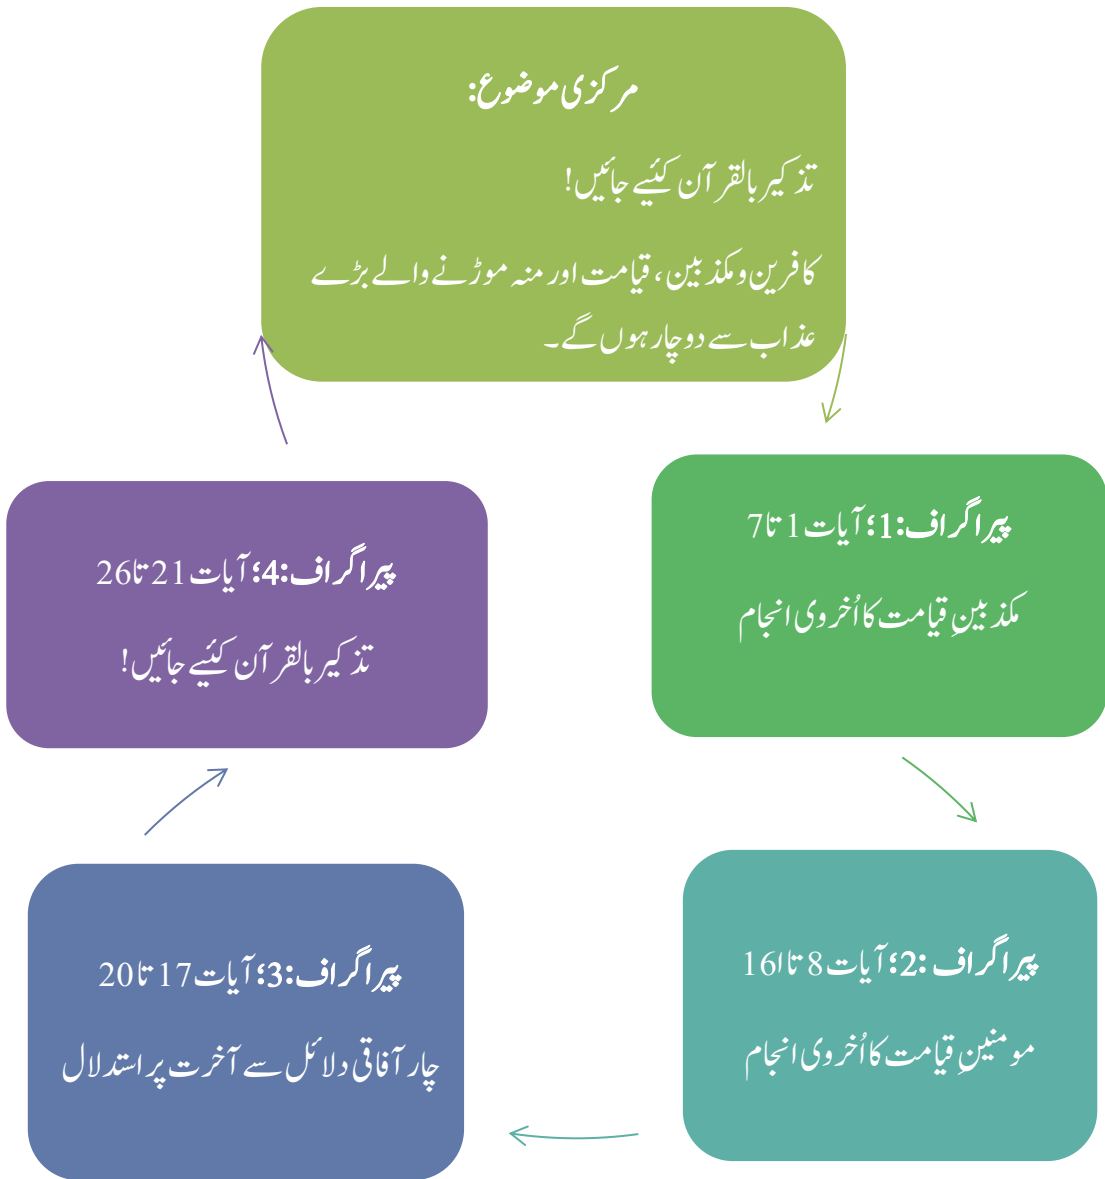 مرکزی موضوع:
تذکیر بالقرآن کئیے جائیں!
کافرین و مکذبین، قیامت اور منہ موڑنے والے بڑے
عذاب سے دوچار ہوں گے۔
پیراگراف:1؛ آیات 1 تا 7
مکذبینِ قیامت کا اُخروی انجام
پیراگراف :2؛ آیات 8 تا 16
مومنینِ قیامت کا اُخروی انجام
پیراگراف:3؛ آیات 17 تا 20
چار آفاقی دلائل سے آخرت پر استدلال
پیراگراف:4؛ آیات 21 تا 26
تذکیر بالقرآن کئیے جائیں!